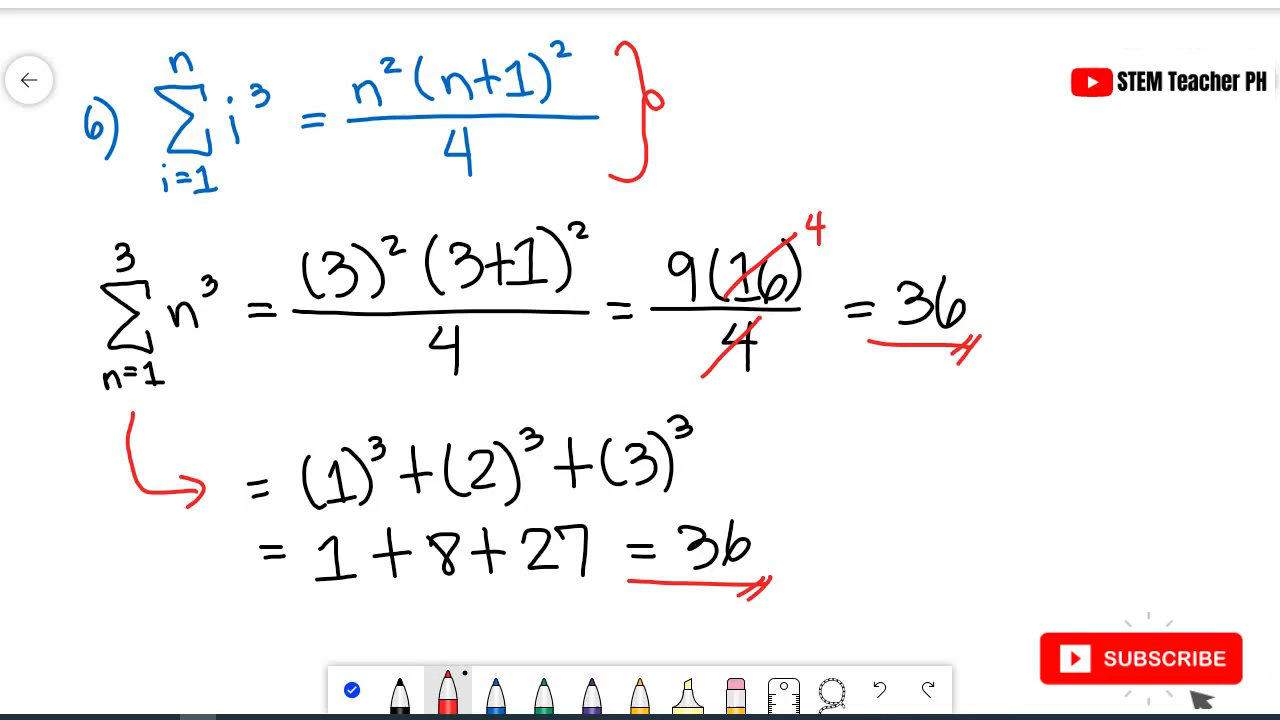 STEM Teacher PH
6) ∑_{i=1}^{n} i³ = n²(n+1)² / 4
∑_{n=1}^{3} n³ = (3)²(3+1)² / 4 = 9(16) / 4 = 36
4
= (1)³ + (2)³ + (3)³
= 1 + 8 + 27 = 36
SUBSCRIBE